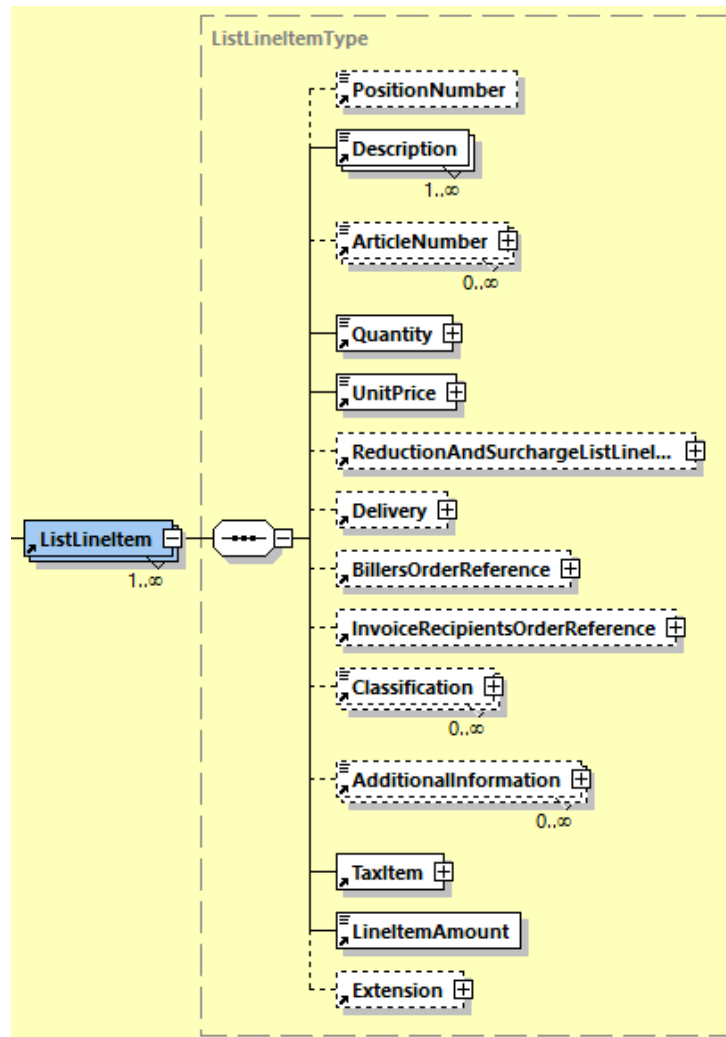 ListLineItemType
PositionNumber
Description
1..∞
ArticleNumber
0..∞
Quantity
UnitPrice
ReductionAndSurchargeListLineI...
Delivery
ListLineItem
1..∞
BillersOrderReference
InvoiceRecipientsOrderReference
Classification
0..∞
AdditionalInformation
0..∞
TaxItem
LineItemAmount
Extension